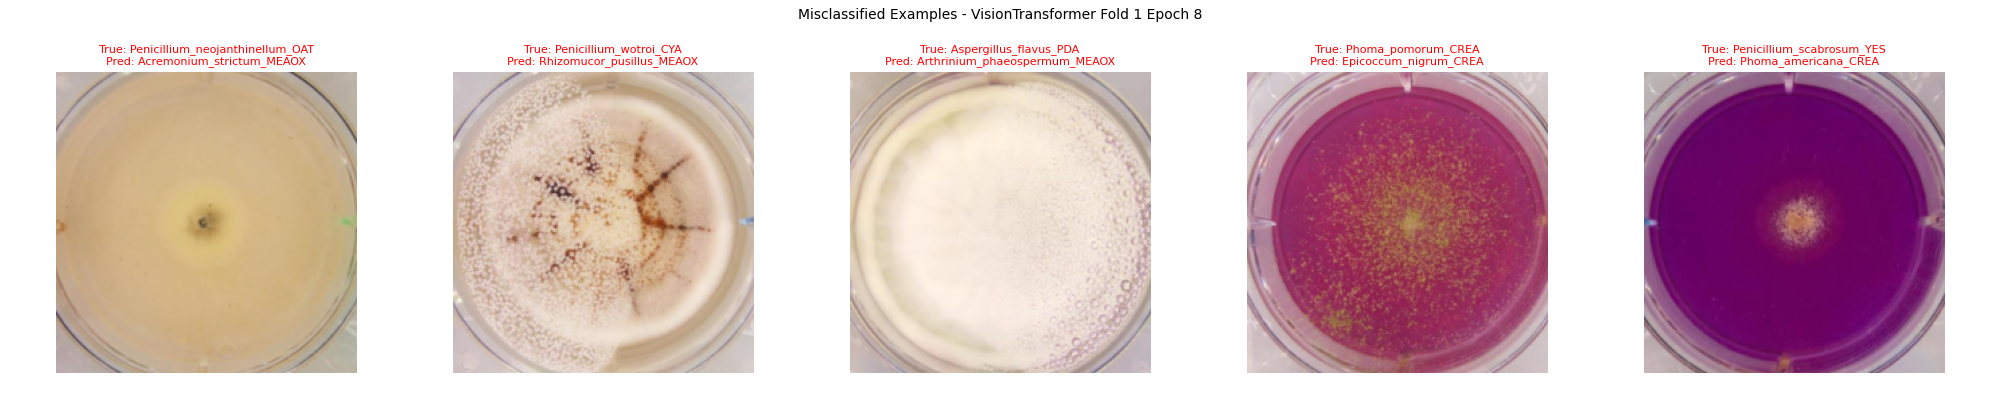 Misclassified Examples - VisionTransformer Fold 1 Epoch 8
True: Penicillium_neojanthinellum_OAT
Pred: Acremonium_strictum_MEAOX
True: Penicillium_wotroi_CYA
Pred: Rhizomucor_pusillus_MEAOX
True: Aspergillus_flavus_PDA
Pred: Arthrinium_phaeospermum_MEAOX
True: Phoma_pomorum_CREA
Pred: Epicoccum_nigrum_CREA
True: Penicillium_scabrosum_YES
Pred: Phoma_americana_CREA